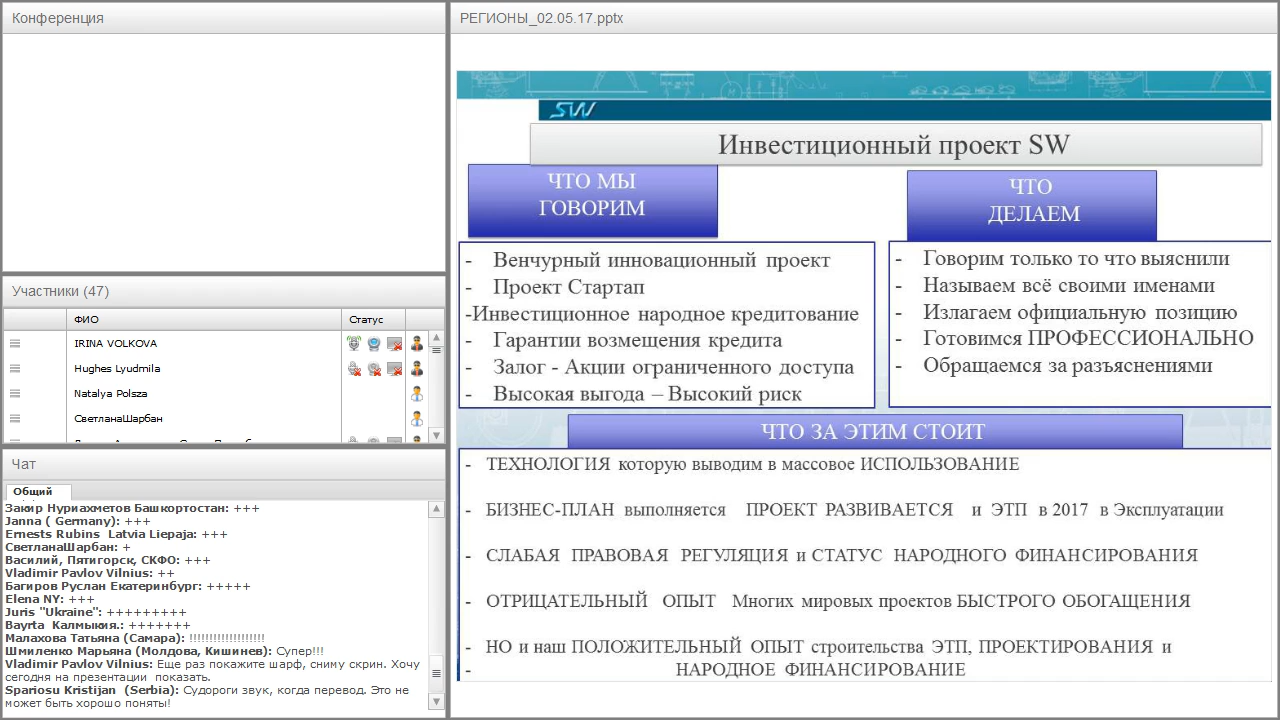 Конференция
Участники (47)
ФИО
Статус
IRINA VOLKOVA
Hughes Lyudmila
Natalya Polsza
СветланаШарбан
Чат
Общий
Закир Нуриахметов Башкортостан: +++
Janna ( Germany): +++
Ernests Rubins Latvia Liepaja: +++
СветланаШарбан: +
Василий, Пятигорск, СКФО: +++
Vladimir Pavlov Vilnius: ++
Багиров Руслан Екатеринбург: +++++
Elena NY: +++
Juris "Ukraine": +++++++++
Bayrta Калмыкия.: +++++++
Малахова Татьяна (Самара): !!!!!!!!!!!!!!!!!!!
Шмиленко Марьяна (Молдова, Кишинев): Супер!!!
Vladimir Pavlov Vilnius: Еще раз покажите шарф, сниму скрин. Хочу
сегодня на презентации показать.
Spariosu Kristijan (Serbia): Судороги звук, когда перевод. Это не
может быть хорошо поняты!
РЕГИОНЫ_02.05.17.pptx
SW
Инвестиционный проект SW
ЧТО МЫ
ГОВОРИМ
- Венчурный инновационный проект
- Проект Стартап
-Инвестиционное народное кредитование
- Гарантии возмещения кредита
- Залог - Акции ограниченного доступа
- Высокая выгода – Высокий риск
ЧТО
ДЕЛАЕМ
- Говорим только то что выяснили
- Называем всё своими именами
- Излагаем официальную позицию
- Готовимся ПРОФЕССИОНАЛЬНО
- Обращаемся за разъяснениями
ЧТО ЗА ЭТИМ СТОИТ
- ТЕХНОЛОГИЯ которую выводим в массовое ИСПОЛЬЗОВАНИЕ
- БИЗНЕС-ПЛАН выполняется ПРОЕКТ РАЗВИВАЕТСЯ и ЭТП в 2017 в Эксплуатации
- СЛАБАЯ ПРАВОВАЯ РЕГУЛЯЦИЯ и СТАТУС НАРОДНОГО ФИНАНСИРОВАНИЯ
- ОТРИЦАТЕЛЬНЫЙ ОПЫТ Многих мировых проектов БЫСТРОГО ОБОГАЩЕНИЯ
- НО и наш ПОЛОЖИТЕЛЬНЫЙ ОПЫТ строительства ЭТП, ПРОЕКТИРОВАНИЯ и
- НАРОДНОЕ ФИНАНСИРОВАНИЕ